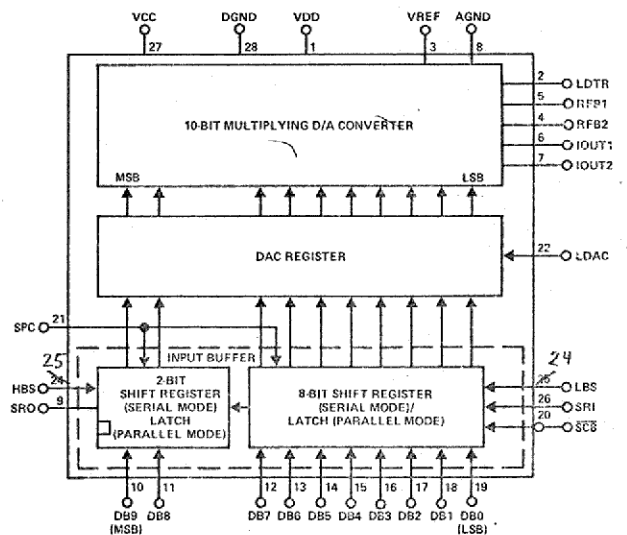 VCC DGND VDD VREF AGND
27 28 1 3 8
2 LDTR
5 RFB1
10-BIT MULTIPLYING D/A CONVERTER
4 RFB2
6 IOUT1
7 IOUT2
MSB LSB
DAC REGISTER
22 LDAC
SPC 21
INPUT BUFFER
25 24
HBS 24
2-BIT
SHIFT REGISTER
(SERIAL MODE)
LATCH
(PARALLEL MODE)
8-BIT SHIFT REGISTER
(SERIAL MODE)/
LATCH (PARALLEL MODE)
25 LBS
SRO 9
26 SRI
20 SCB
10 11 12 13 14 15 16 17 18 19
DB9 DB8 DB7 DB6 DB5 DB4 DB3 DB2 DB1 DB0
(MSB) (LSB)